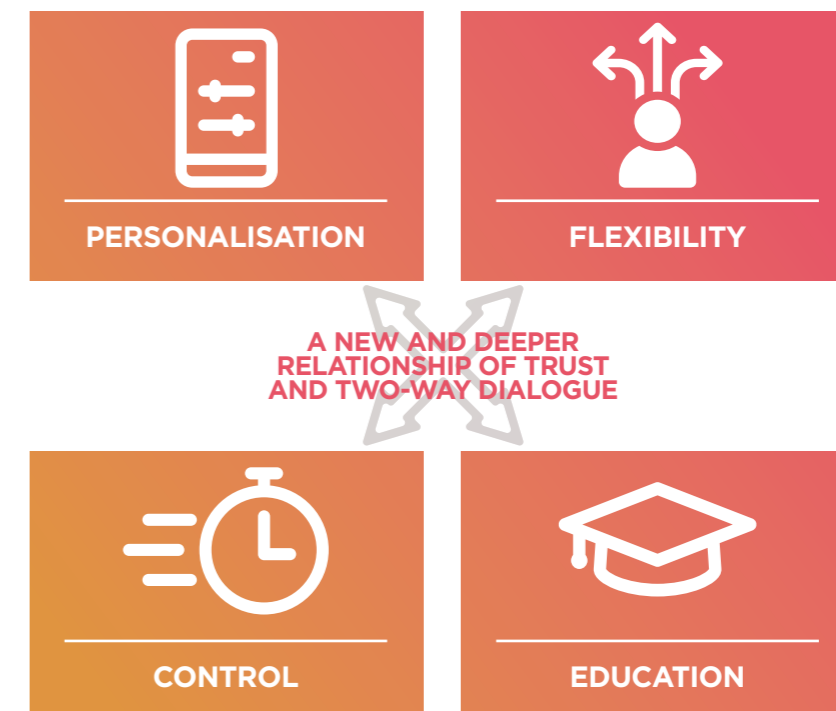 PERSONALISATION
FLEXIBILITY
A NEW AND DEEPER
RELATIONSHIP OF TRUST
AND TWO-WAY DIALOGUE
CONTROL
EDUCATION